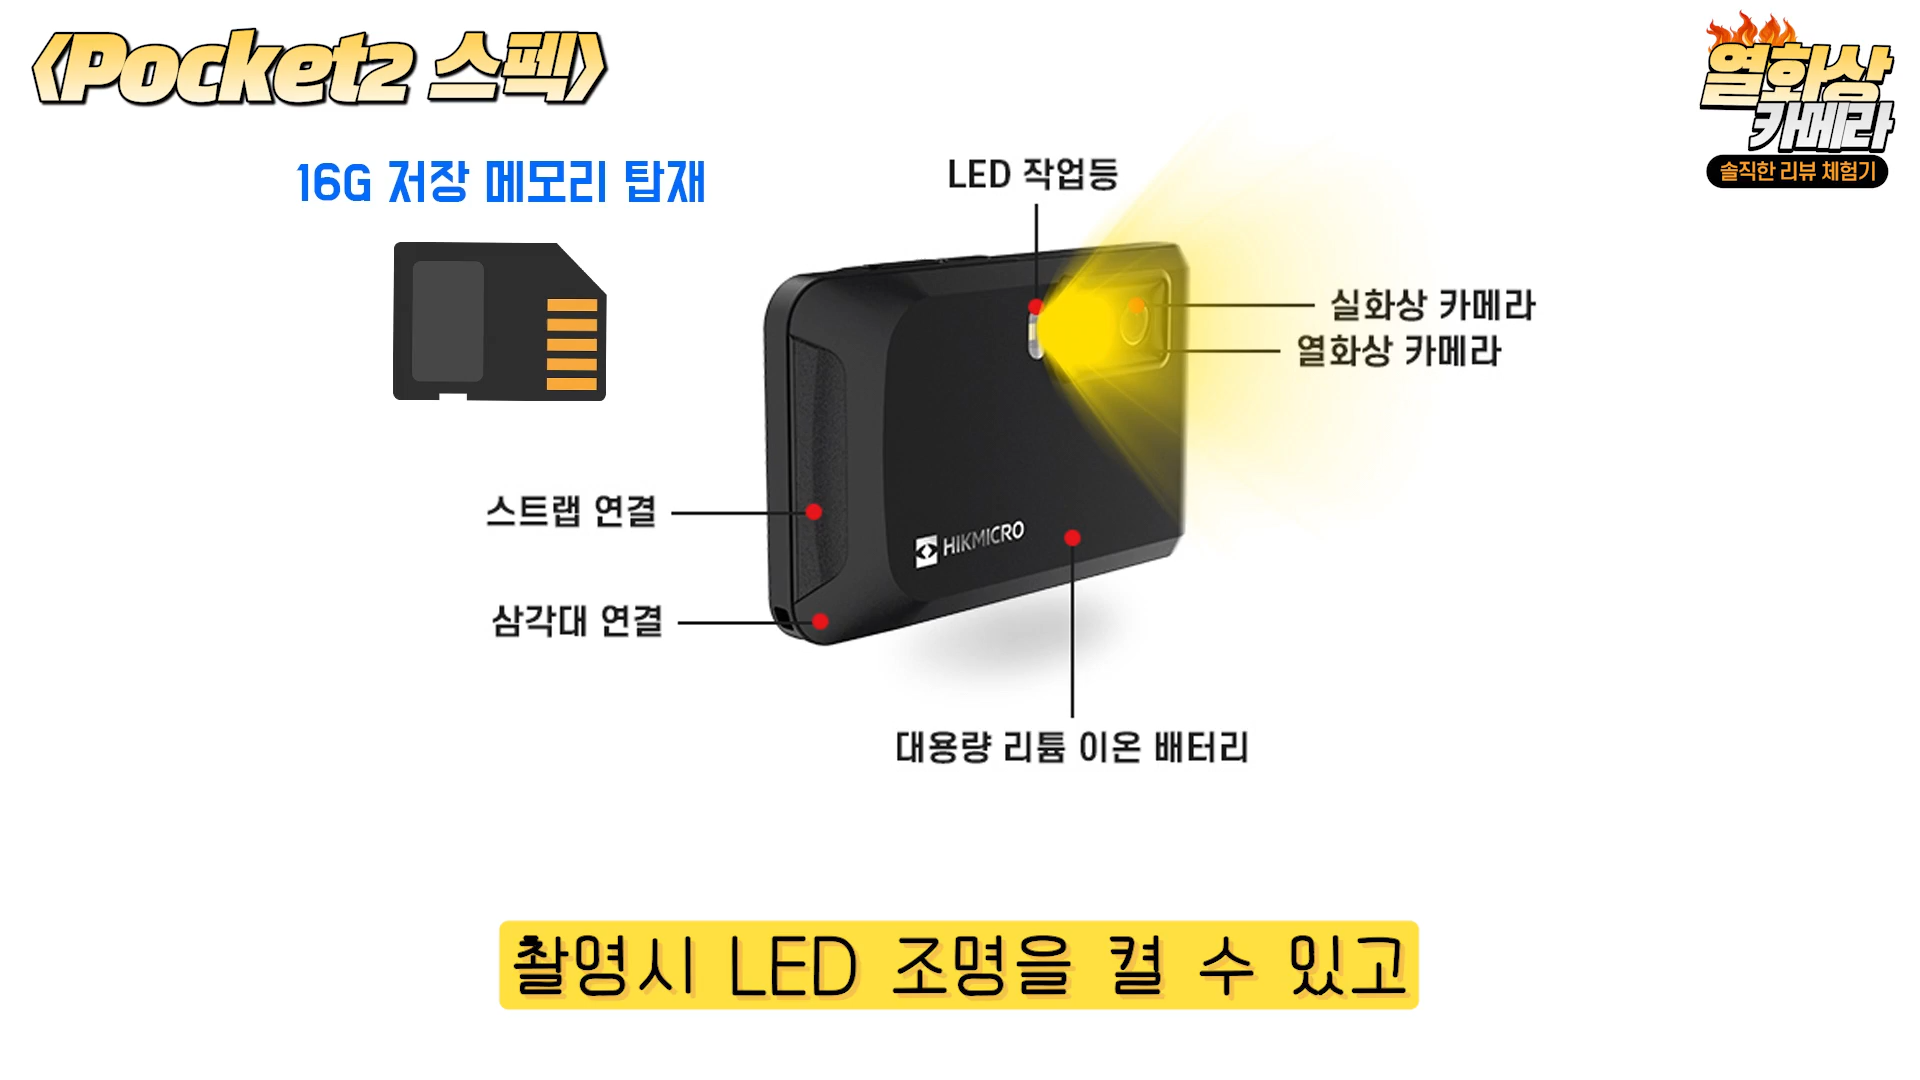 <Pocket2 스펙>
열화상
카메라
솔직한 리뷰 체험기
16G 저장 메모리 탑재
LED 작업등
실화상 카메라
열화상 카메라
스트랩 연결
HIKMICRO
삼각대 연결
대용량 리튬 이온 배터리
촬영시 LED 조명을 켤 수 있고